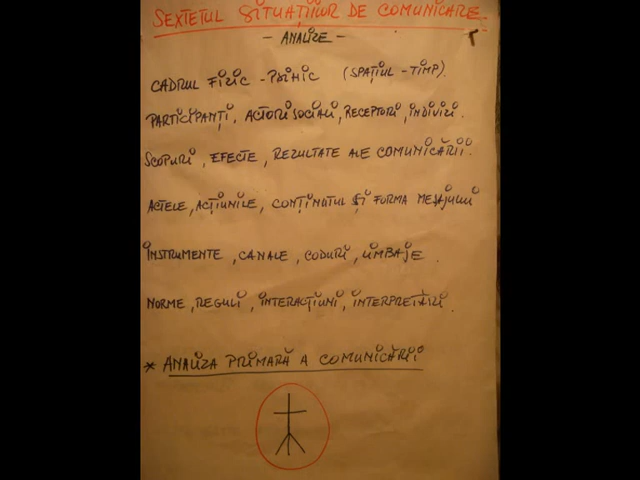 SEXTETUL SITUAȚIILOR DE COMUNICARE
- ANALIZE -
CADRUL FIZIC - PSIHIC (SPAȚIUL - TIMP).
PARTICIPANȚI, ACTORI SOCIALI, RECEPTORI, INDIVIZI.
SCOPURI, EFECTE, REZULTATE ALE COMUNICĂRII.
ACTELE, ACȚIUNILE, CONȚINUTUL ȘI FORMA MESAJULUI
INSTRUMENTE, CANALE, CODURI, LIMBAJE.
NORME, REGULI, INTERACȚIUNI, INTERPRETĂRI.
* ANALIZA PRIMARĂ A COMUNICĂRII